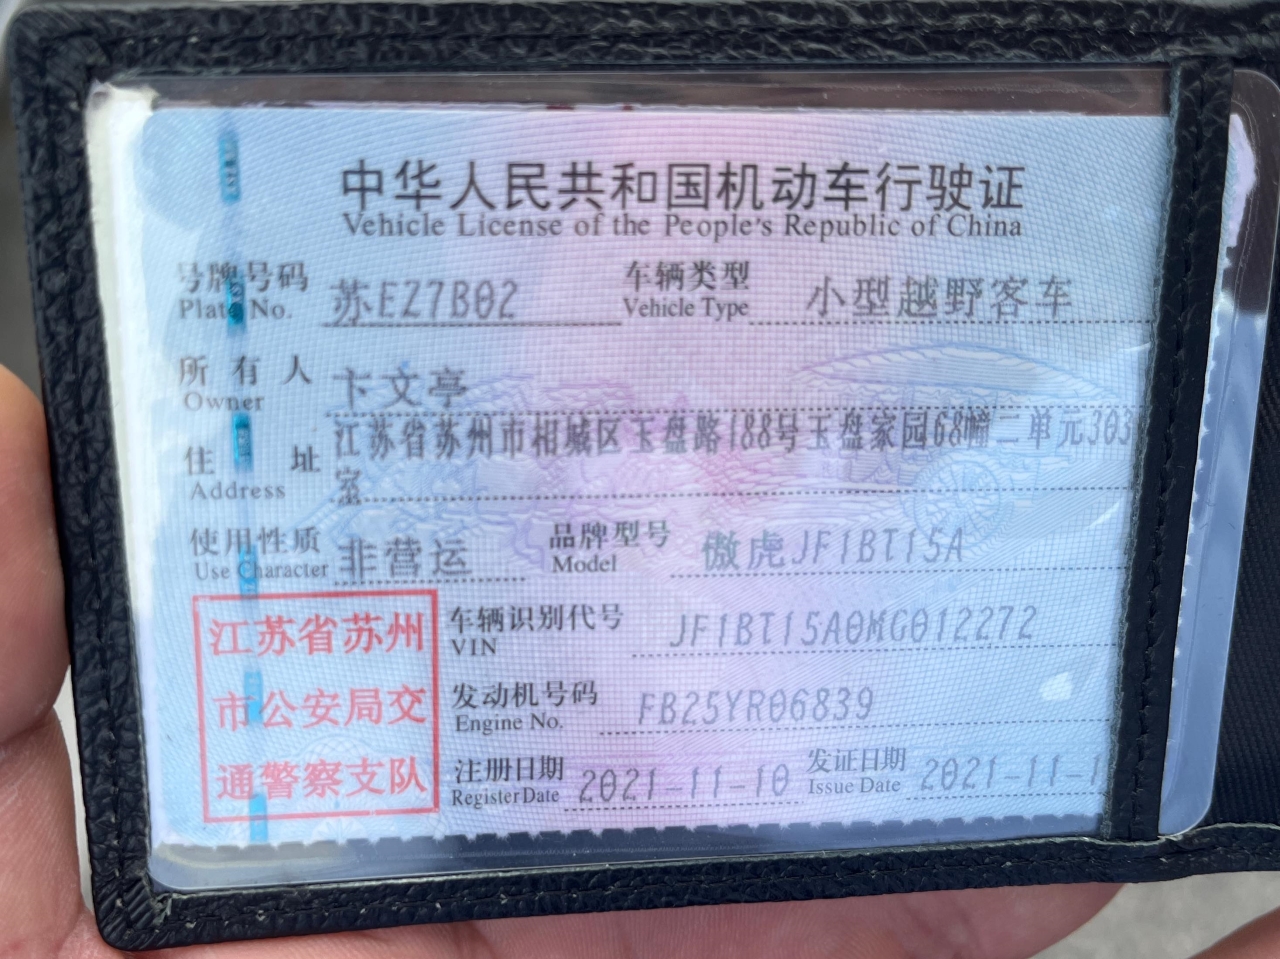 中华人民共和国机动车行驶证
Vehicle License of the People's Republic of China
号牌号码 苏EZ7B02 车辆类型 小型越野客车
Plate No. Vehicle Type
所有人 卞文亭
Owner
江苏省苏州市相城区玉盘路188号玉盘家园68幢二单元303
住址 室
Address
使用性质 非营运 品牌型号 傲虎JF1BT15A
Use Character Model
江苏省苏州
市公安局交
通警察支队
车辆识别代号 JF1BT15A0MG012272
VIN
发动机号码 FB25YR06839
Engine No.
注册日期 2021-11-10 发证日期 2021-11-1
Register Date Issue Date